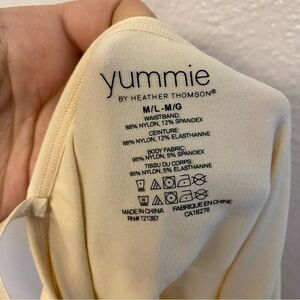 yummie
BY HEATHER THOMSON®
M/L-M/G
WAISTBAND:
88% NYLON, 12% SPANDEX
CEINTURE:
88% NYLON, 12% ELASTHANNE
BODY FABRIC:
95% NYLON, 5% SPANDEX
TISSU DU CORPS:
95% NYLON, 5% ELASTHANNE
MADE IN CHINA FABRIQUE EN CHINE
RN# 121387 CA18278